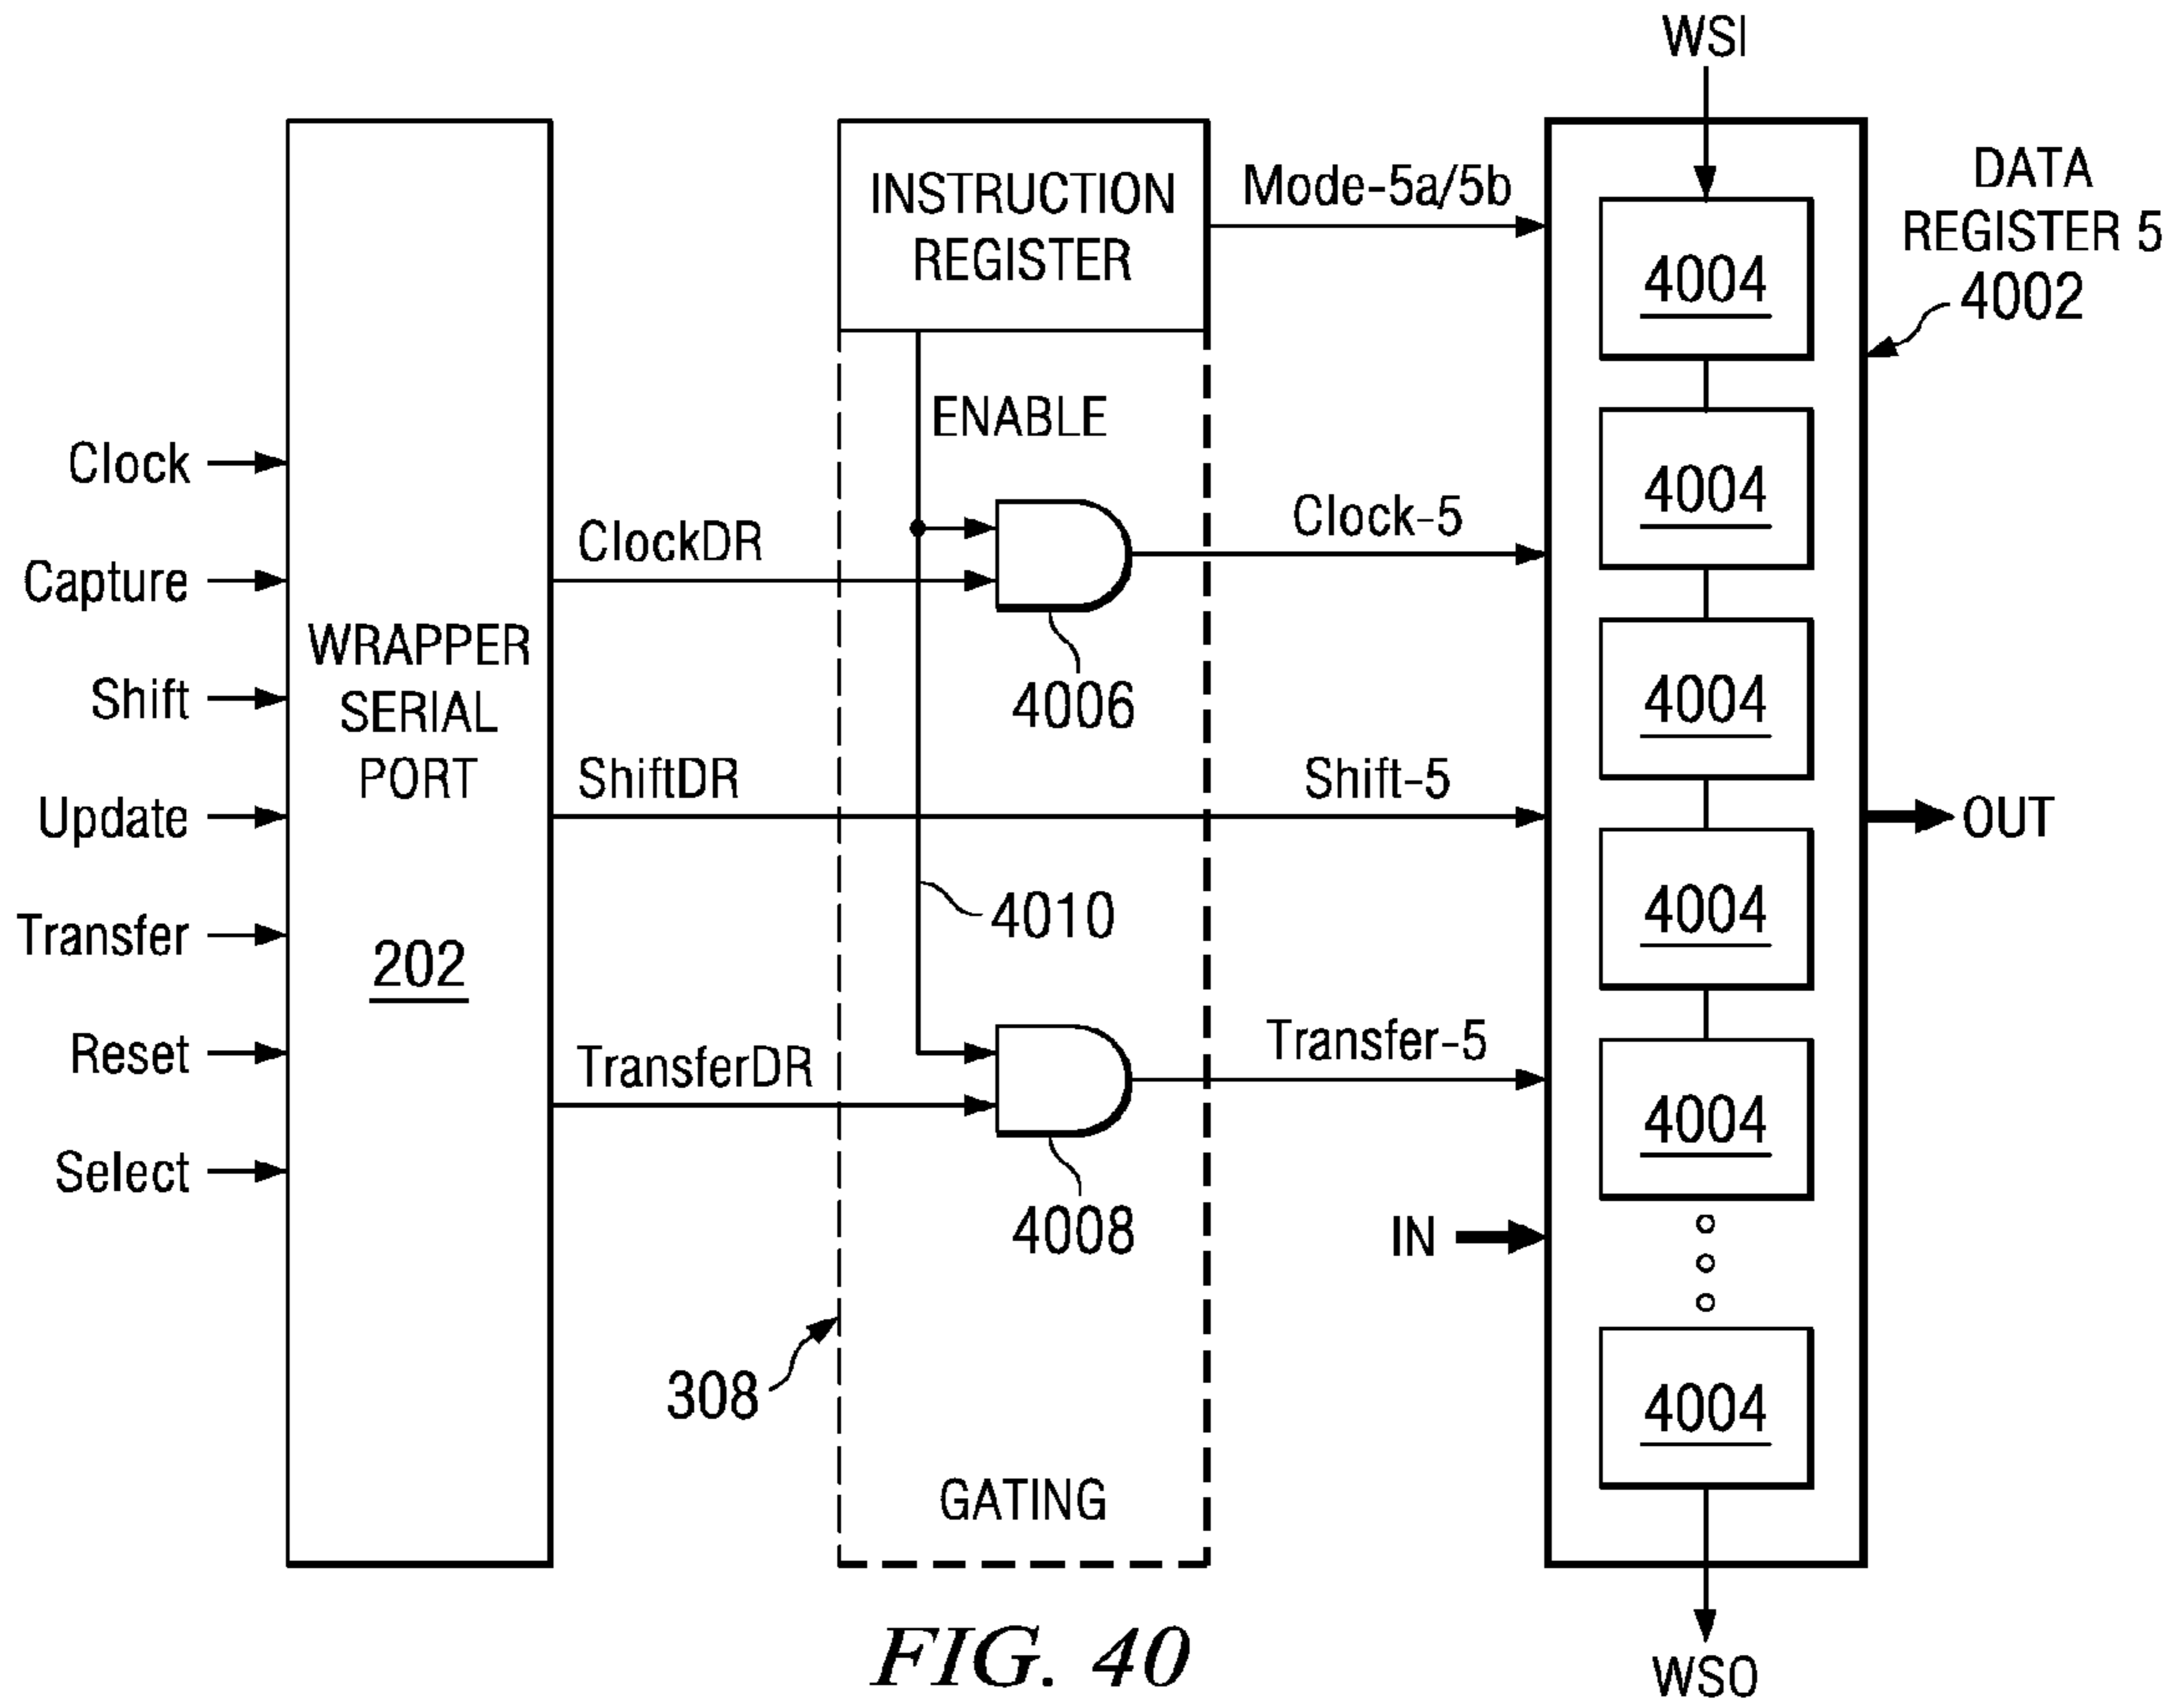 WSI
DATA
REGISTER 5
4002
INSTRUCTION
REGISTER
Mode-5a/5b
4004
ENABLE
Clock
Capture
Shift
Update
Transfer
Reset
Select
WRAPPER
SERIAL
PORT
202
ClockDR
4006
Clock-5
4004
ShiftDR
Shift-5
4004
4010
4004
OUT
TransferDR
4008
Transfer-5
4004
IN
308
GATING
4004
WSO
FIG. 40